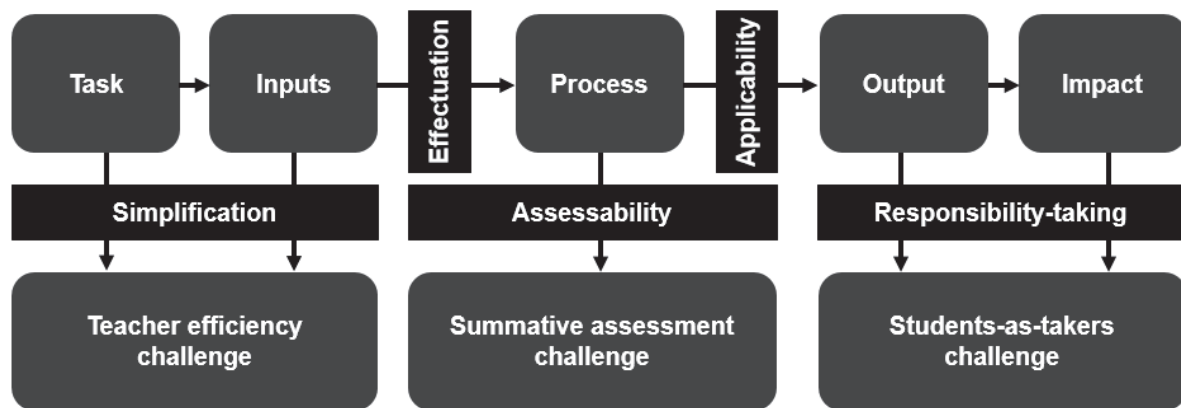 Task
Inputs
Effectuation
Process
Applicability
Output
Impact
Simplification
Assessability
Responsibility-taking
Teacher efficiency
challenge
Summative assessment
challenge
Students-as-takers
challenge